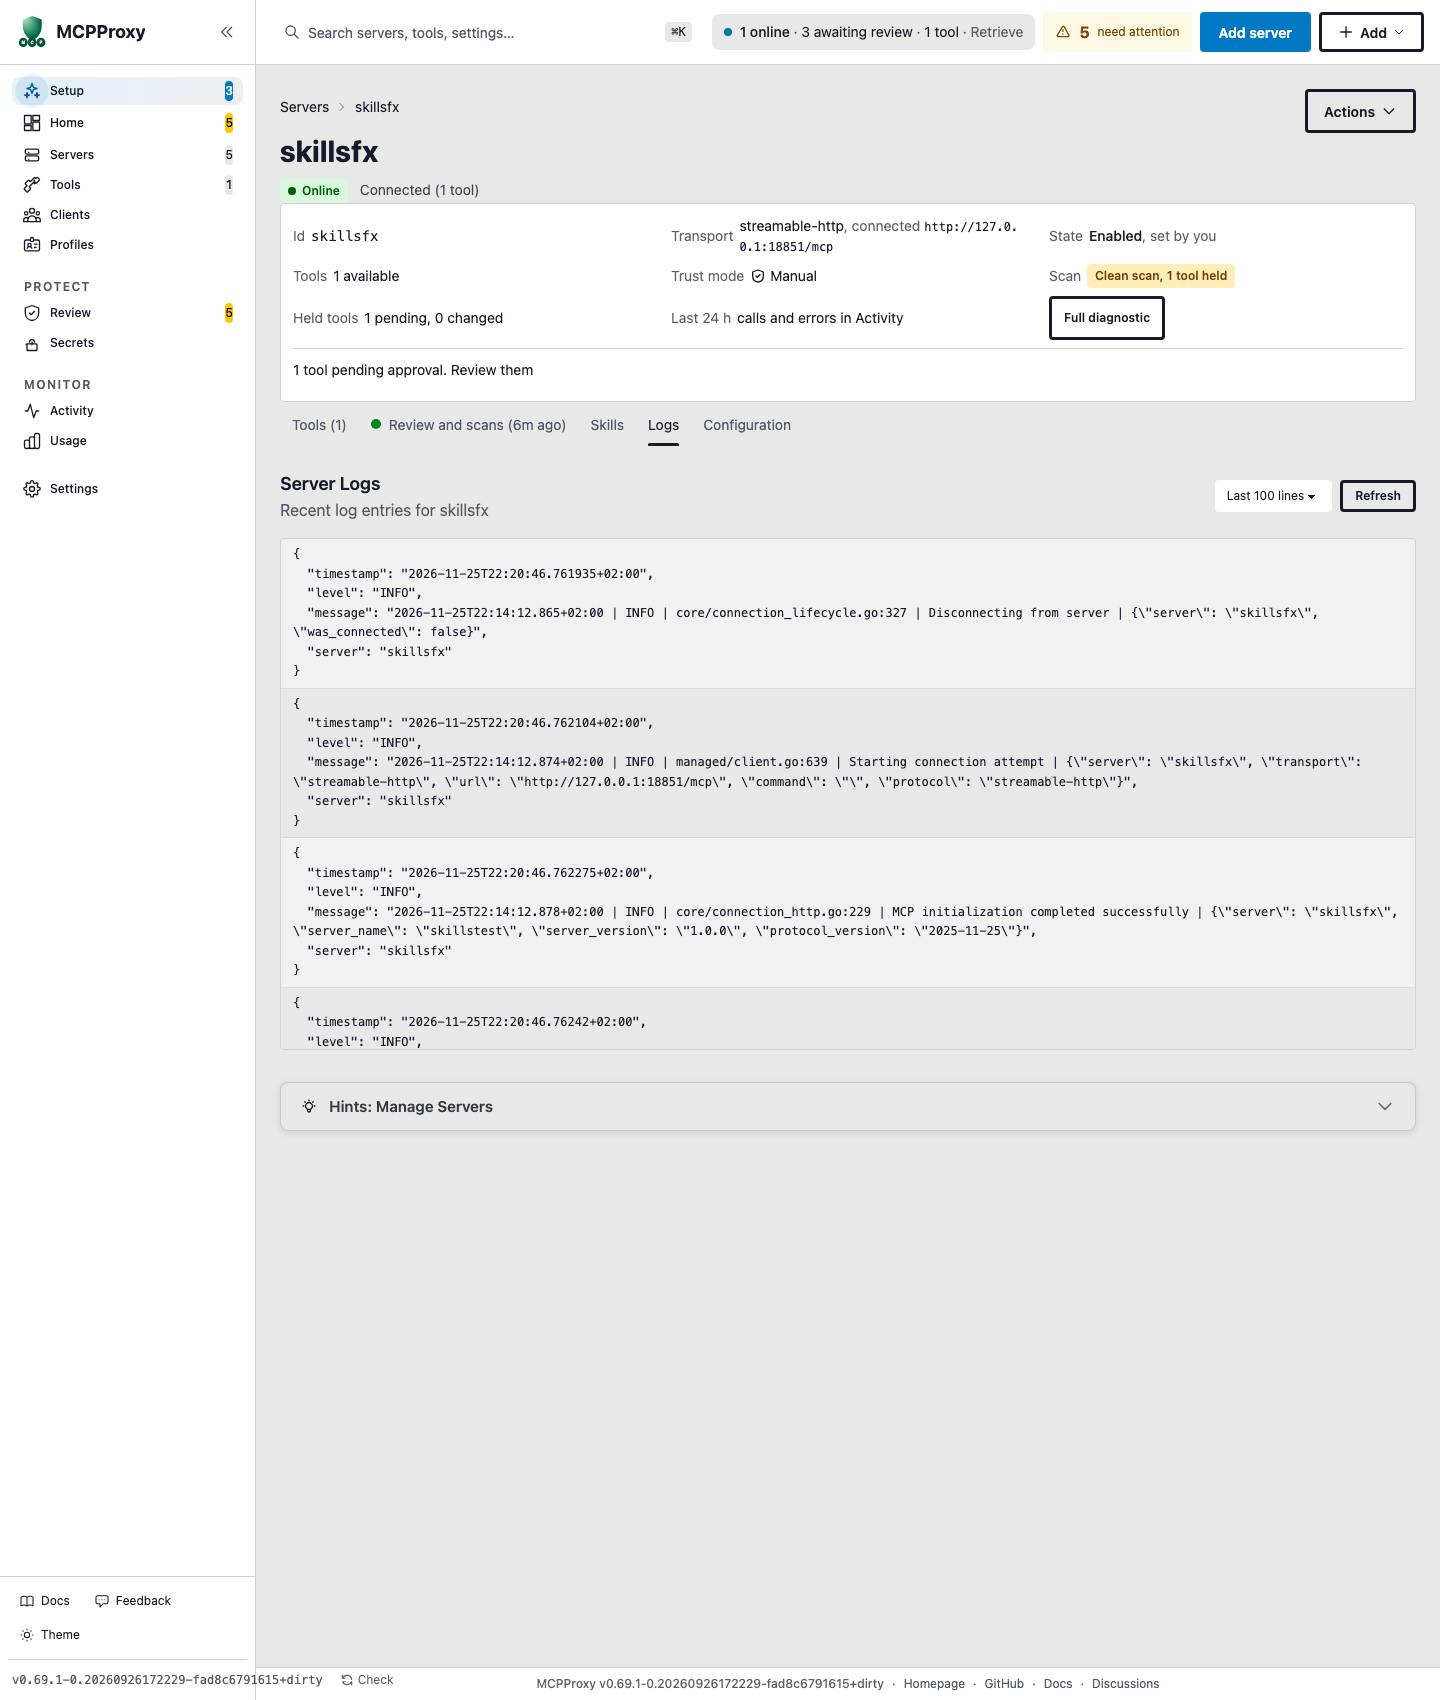 MCPProxy
Search servers, tools, settings...
⌘K
1 online · 3 awaiting review · 1 tool · Retrieve
5 need attention
Add server
Add
Setup 3
Home 5
Servers 5
Tools 1
Clients
Profiles
PROTECT
Review 5
Secrets
MONITOR
Activity
Usage
Settings
Servers > skillsfx
Actions
skillsfx
Online
Connected (1 tool)
Id skillsfx
Transport streamable-http, connected http://127.0.
0.1:18851/mcp
State Enabled, set by you
Tools 1 available
Trust mode Manual
Scan Clean scan, 1 tool held
Held tools 1 pending, 0 changed
Last 24 h calls and errors in Activity
Full diagnostic
1 tool pending approval. Review them
Tools (1)
Review and scans (6m ago)
Skills
Logs
Configuration
Server Logs
Recent log entries for skillsfx
Last 100 lines
Refresh
{
"timestamp": "2026-11-25T22:20:46.761935+02:00",
"level": "INFO",
"message": "2026-11-25T22:14:12.865+02:00 | INFO | core/connection_lifecycle.go:327 | Disconnecting from server | {\"server\": \"skillsfx\",
\"was_connected\": false}",
"server": "skillsfx"
}
{
"timestamp": "2026-11-25T22:20:46.762104+02:00",
"level": "INFO",
"message": "2026-11-25T22:14:12.874+02:00 | INFO | managed/client.go:639 | Starting connection attempt | {\"server\": \"skillsfx\", \"transport\":
\"streamable-http\", \"url\": \"http://127.0.0.1:18851/mcp\", \"command\": \"\", \"protocol\": \"streamable-http\"}",
"server": "skillsfx"
}
{
"timestamp": "2026-11-25T22:20:46.762275+02:00",
"level": "INFO",
"message": "2026-11-25T22:14:12.878+02:00 | INFO | core/connection_http.go:229 | MCP initialization completed successfully | {\"server\": \"skillsfx\",
\"server_name\": \"skillstest\", \"server_version\": \"1.0.0\", \"protocol_version\": \"2025-11-25\"}",
"server": "skillsfx"
}
{
"timestamp": "2026-11-25T22:20:46.76242+02:00",
"level": "INFO",
Hints: Manage Servers
Docs
Feedback
Theme
v0.69.1-0.20260926172229-fad8c6791615+dirty
Check
MCPProxy v0.69.1-0.20260926172229-fad8c6791615+dirty · Homepage · GitHub · Docs · Discussions